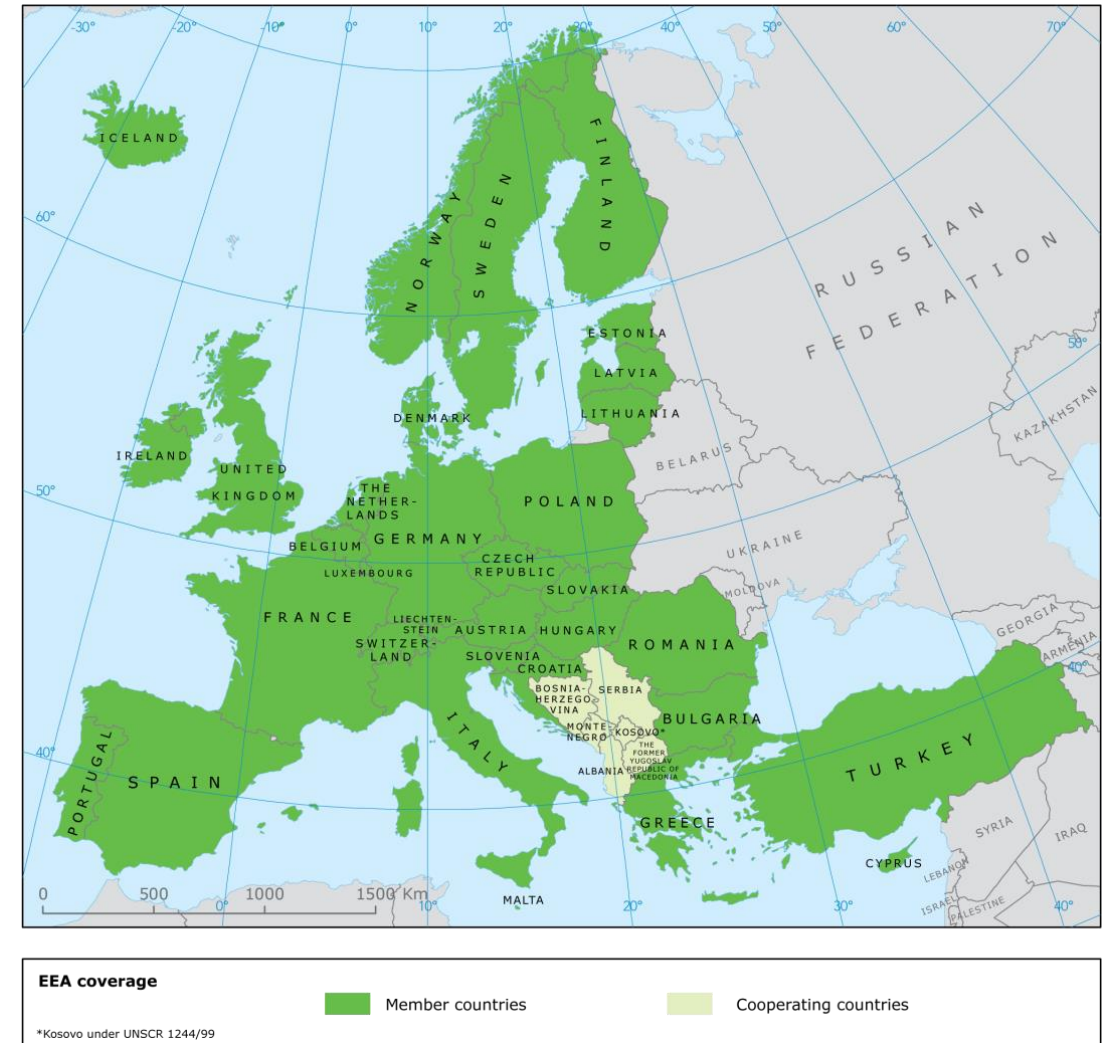 -30°
-20°
-10°
0°
10°
20°
30°
40°
50°
60°
70°
ICELAND
FINLAND
NORWAY
SWEDEN
60°
RUSSIAN
FEDERATION
ESTONIA
50°
LATVIA
DENMARK
LITHUANIA
KAZAKHSTAN
IRELAND
BELARUS
UNITED
KINGDOM
50°
THE
NETHER-
LANDS
POLAND
GERMANY
BELGIUM
UKRAINE
CZECH
REPUBLIC
LUXEMBOURG
SLOVAKIA
MOLDOVA
FRANCE
LIECHTEN-
STEIN
AUSTRIA
HUNGARY
GEORGIA
SWITZER-
LAND
ROMANIA
ARMENIA
SLOVENIA
CROATIA
40°
BOSNIA-
HERZEGO-
VINA
SERBIA
BULGARIA
MONTE-
NEGRO
KOSOVO*
ITALY
40°
PORTUGAL
SPAIN
ALBANIA
THE
FORMER
YUGOSLAV
REPUBLIC OF
MACEDONIA
TURKEY
GREECE
SYRIA
IRAQ
CYPRUS
LEBANON
0
500
1000
1500 Km
MALTA
ISRAEL
PALESTINE
0°
10°
20°
30°
40°
EEA coverage
Member countries
Cooperating countries
*Kosovo under UNSCR 1244/99